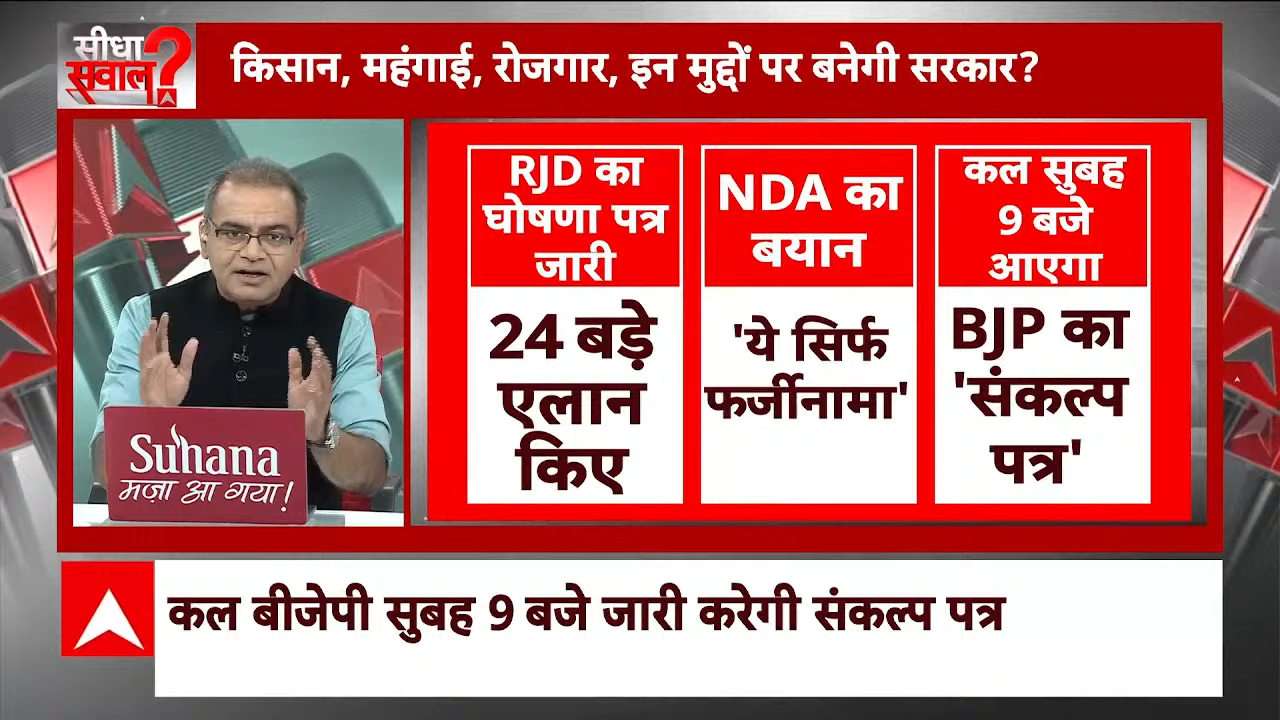 सीधा
सवाल?
किसान, महंगाई, रोजगार, इन मुद्दों पर बनेगी सरकार?
RJD का
घोषणा पत्र
जारी
24 बड़े
एलान
किए
NDA का
बयान
'ये सिर्फ
फर्जीनामा'
कल सुबह
9 बजे
आएगा
BJP का
'संकल्प
पत्र'
Suhana
मज़ा आ गया!
कल बीजेपी सुबह 9 बजे जारी करेगी संकल्प पत्र